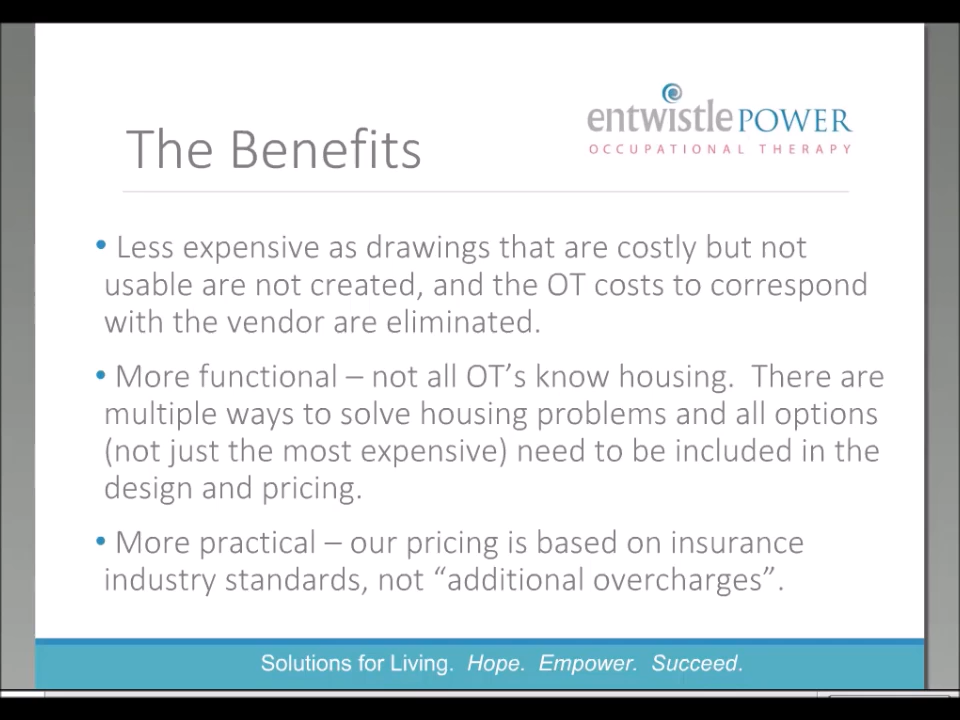 The Benefits
entwistle POWER
OCCUPATIONAL THERAPY
• Less expensive as drawings that are costly but not
usable are not created, and the OT costs to correspond
with the vendor are eliminated.
• More functional – not all OT’s know housing.  There are
multiple ways to solve housing problems and all options
(not just the most expensive) need to be included in the
design and pricing.
• More practical – our pricing is based on insurance
industry standards, not “additional overcharges”.
Solutions for Living.  Hope.  Empower.  Succeed.